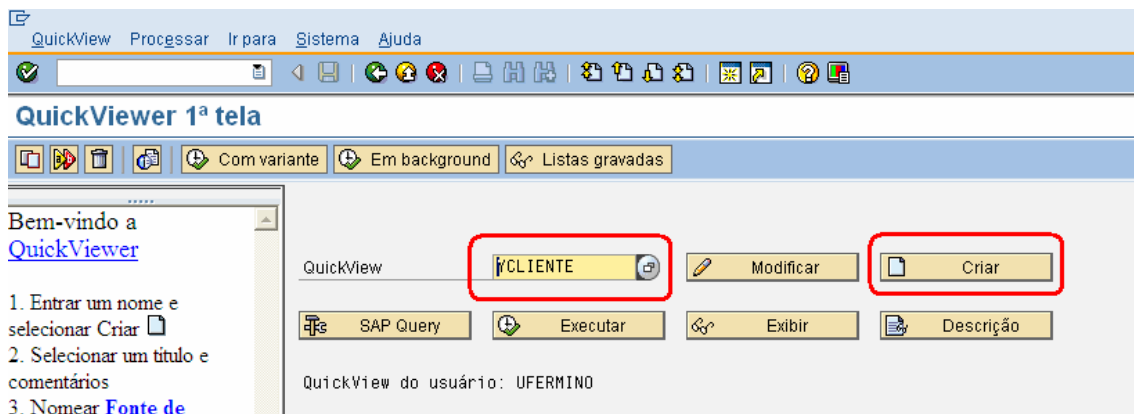 QuickView Processar Ir para Sistema Ajuda
QuickViewer 1ª tela
Com variante Em background Listas gravadas
Bem-vindo a
QuickViewer
1. Entrar um nome e
selecionar Criar
2. Selecionar um título e
comentários
3. Nomear Fonte de
QuickView YCLIENTE Modificar Criar
SAP Query Executar Exibir Descrição
QuickView do usuário: UFERMINO